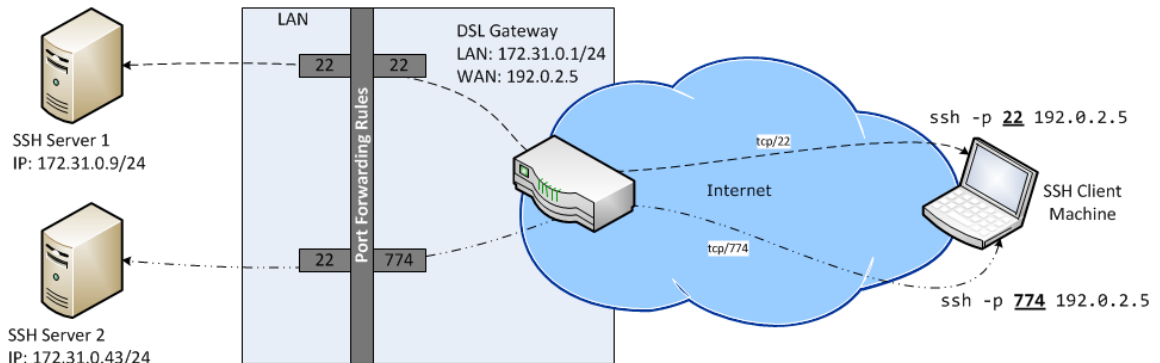 LAN
DSL Gateway
LAN: 172.31.0.1/24
WAN: 192.0.2.5
22
22
Port Forwarding Rules
SSH Server 1
IP: 172.31.0.9/24
ssh -p 22 192.0.2.5
tcp/22
Internet
SSH Client
Machine
tcp/774
22
774
ssh -p 774 192.0.2.5
SSH Server 2
IP: 172.31.0.43/24